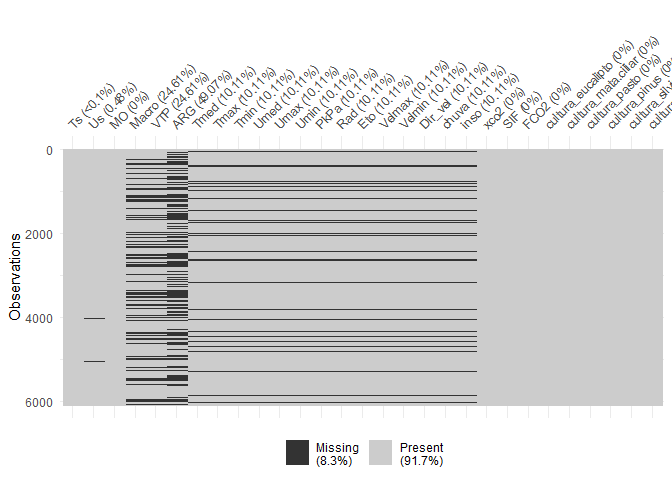 Ts (<0.1%)
Us (0.48%)
MO (0%)
Macro (24.61%)
VTP (24.61%)
ARG (49.07%)
Tmed (10.11%)
Tmax (10.11%)
Tmin (10.11%)
Umed (10.11%)
Umax (10.11%)
Umin (10.11%)
PkPa (10.11%)
Rad (10.11%)
Eto (10.11%)
Velmax (10.11%)
Velmin (10.11%)
Dir_vel (10.11%)
chuva (10.11%)
inso (10.11%)
xco2 (0%)
SIF (0%)
FCO2 (0%)
cultura_eucalipto (0%)
cultura_mata.ciliar (0%)
cultura_pasto (0%)
cultura_pinus (0%)
cultura_silv
cultur
0
2000
4000
6000
Observations
Missing
(8.3%)
Present
(91.7%)